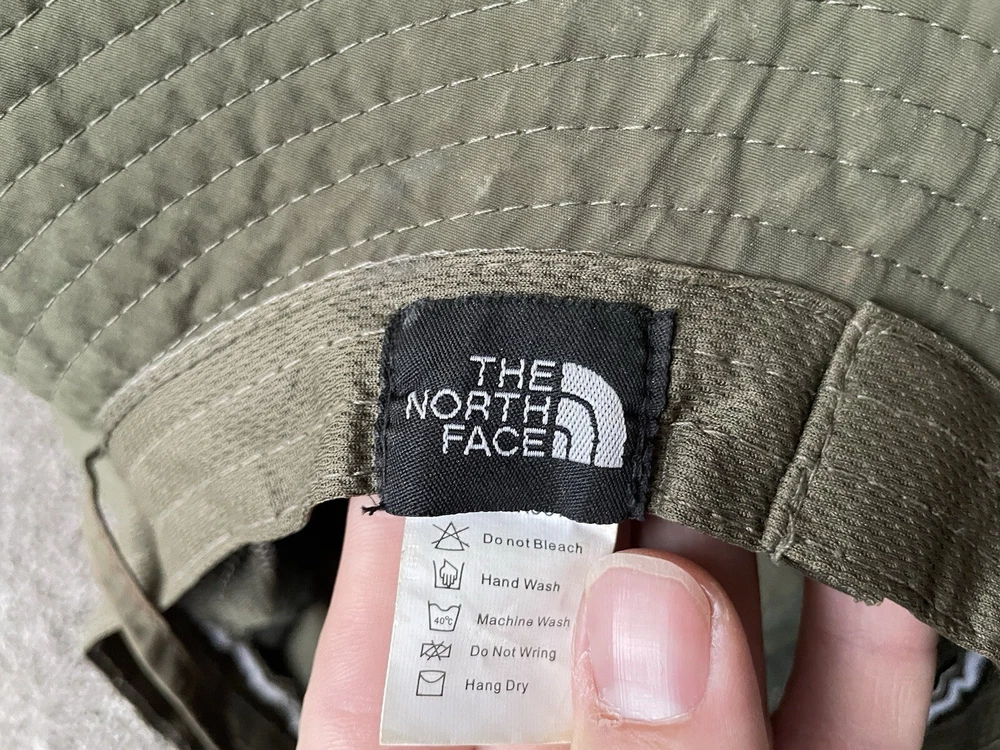 THE
NORTH
FACE
Do not Bleach
Hand Wash
40°C Machine Wash
Do Not Wring
Hang Dry